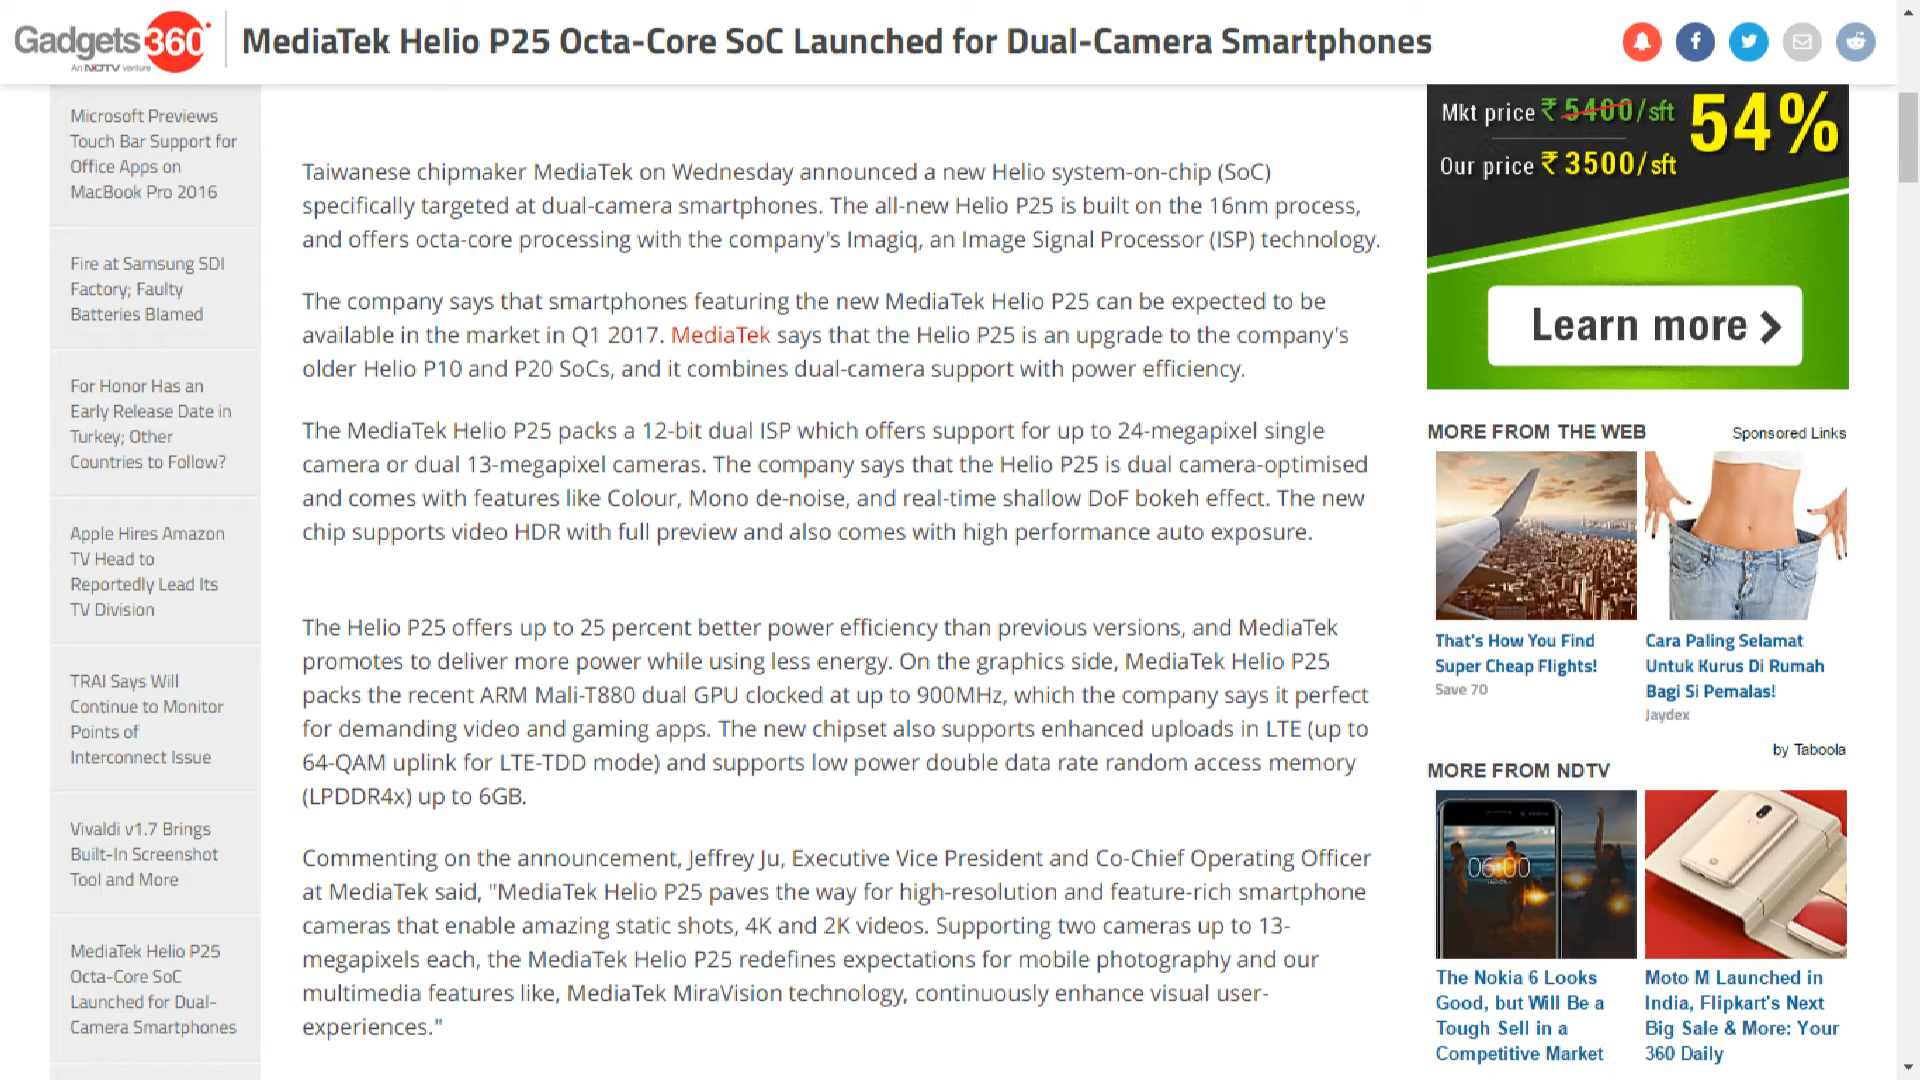 Gadgets 360°
An NDTV venture
MediaTek Helio P25 Octa-Core SoC Launched for Dual-Camera Smartphones
Microsoft Previews
Touch Bar Support for
Office Apps on
MacBook Pro 2016
Fire at Samsung SDI
Factory; Faulty
Batteries Blamed
For Honor Has an
Early Release Date in
Turkey; Other
Countries to Follow?
Apple Hires Amazon
TV Head to
Reportedly Lead Its
TV Division
TRAI Says Will
Continue to Monitor
Points of
Interconnect Issue
Vivaldi v1.7 Brings
Built-In Screenshot
Tool and More
MediaTek Helio P25
Octa-Core SoC
Launched for Dual-
Camera Smartphones
Taiwanese chipmaker MediaTek on Wednesday announced a new Helio system-on-chip (SoC)
specifically targeted at dual-camera smartphones. The all-new Helio P25 is built on the 16nm process,
and offers octa-core processing with the company's Imagiq, an Image Signal Processor (ISP) technology.
The company says that smartphones featuring the new MediaTek Helio P25 can be expected to be
available in the market in Q1 2017. MediaTek says that the Helio P25 is an upgrade to the company's
older Helio P10 and P20 SoCs, and it combines dual-camera support with power efficiency.
The MediaTek Helio P25 packs a 12-bit dual ISP which offers support for up to 24-megapixel single
camera or dual 13-megapixel cameras. The company says that the Helio P25 is dual camera-optimised
and comes with features like Colour, Mono de-noise, and real-time shallow DoF bokeh effect. The new
chip supports video HDR with full preview and also comes with high performance auto exposure.
The Helio P25 offers up to 25 percent better power efficiency than previous versions, and MediaTek
promotes to deliver more power while using less energy. On the graphics side, MediaTek Helio P25
packs the recent ARM Mali-T880 dual GPU clocked at up to 900MHz, which the company says it perfect
for demanding video and gaming apps. The new chipset also supports enhanced uploads in LTE (up to
64-QAM uplink for LTE-TDD mode) and supports low power double data rate random access memory
(LPDDR4x) up to 6GB.
Commenting on the announcement, Jeffrey Ju, Executive Vice President and Co-Chief Operating Officer
at MediaTek said, "MediaTek Helio P25 paves the way for high-resolution and feature-rich smartphone
cameras that enable amazing static shots, 4K and 2K videos. Supporting two cameras up to 13-
megapixels each, the MediaTek Helio P25 redefines expectations for mobile photography and our
multimedia features like, MediaTek MiraVision technology, continuously enhance visual user-
experiences."
Mkt price ₹ 5400/sft
54%
Our price ₹ 3500/sft
Learn more
MORE FROM THE WEB
Sponsored Links
That's How You Find
Super Cheap Flights!
Save 70
Cara Paling Selamat
Untuk Kurus Di Rumah
Bagi Si Pemalas!
Jaydex
by Taboola
MORE FROM NDTV
06:00
The Nokia 6 Looks
Good, but Will Be a
Tough Sell in a
Competitive Market
Moto M Launched in
India, Flipkart's Next
Big Sale & More: Your
360 Daily